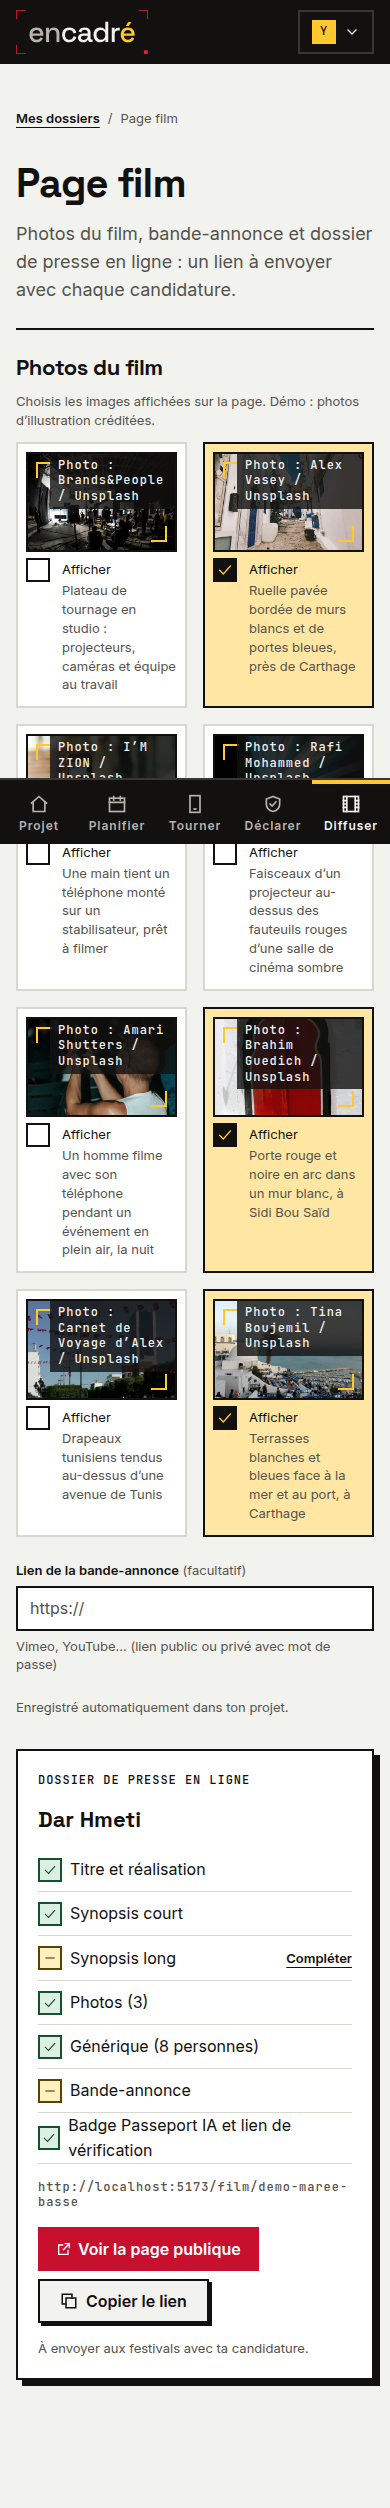 encadré
Y
Mes dossiers / Page film
Page film
Photos du film, bande-annonce et dossier
de presse en ligne : un lien à envoyer
avec chaque candidature.
Photos du film
Choisis les images affichées sur la page. Démo : photos
d’illustration créditées.
Photo :
Brands&People
/ Unsplash
Afficher
Plateau de
tournage en
studio :
projecteurs,
caméras et équipe
au travail
Photo : Alex
Vasey /
Unsplash
Afficher
Ruelle pavée
bordée de murs
blancs et de
portes bleues,
près de Carthage
Photo : I’M
ZION /
Unsplash
Photo : Rafi
Mohammed /
Unsplash
Projet
Planifier
Tourner
Déclarer
Diffuser
Afficher
Une main tient un
téléphone monté
sur un
stabilisateur, prêt
à filmer
Afficher
Faisceaux d’un
projecteur au-
dessus des
fauteuils rouges
d’une salle de
cinéma sombre
Photo : Amari
Shutters /
Unsplash
Afficher
Un homme filme
avec son
téléphone
pendant un
événement en
plein air, la nuit
Photo :
Brahim
Guedich /
Unsplash
Afficher
Porte rouge et
noire en arc dans
un mur blanc, à
Sidi Bou Saïd
Photo :
Carnet de
Voyage d’Alex
/ Unsplash
Afficher
Drapeaux
tunisiens tendus
au-dessus d’une
avenue de Tunis
Photo : Tina
Boujemil /
Unsplash
Afficher
Terrasses
blanches et
bleues face à la
mer et au port, à
Carthage
Lien de la bande-annonce (facultatif)
https://
Vimeo, YouTube… (lien public ou privé avec mot de
passe)
Enregistré automatiquement dans ton projet.
DOSSIER DE PRESSE EN LIGNE
Dar Hmeti
Titre et réalisation
Synopsis court
Synopsis long Compléter
Photos (3)
Générique (8 personnes)
Bande-annonce
Badge Passeport IA et lien de
vérification
http://localhost:5173/film/demo-maree-
basse
Voir la page publique
Copier le lien
À envoyer aux festivals avec ta candidature.